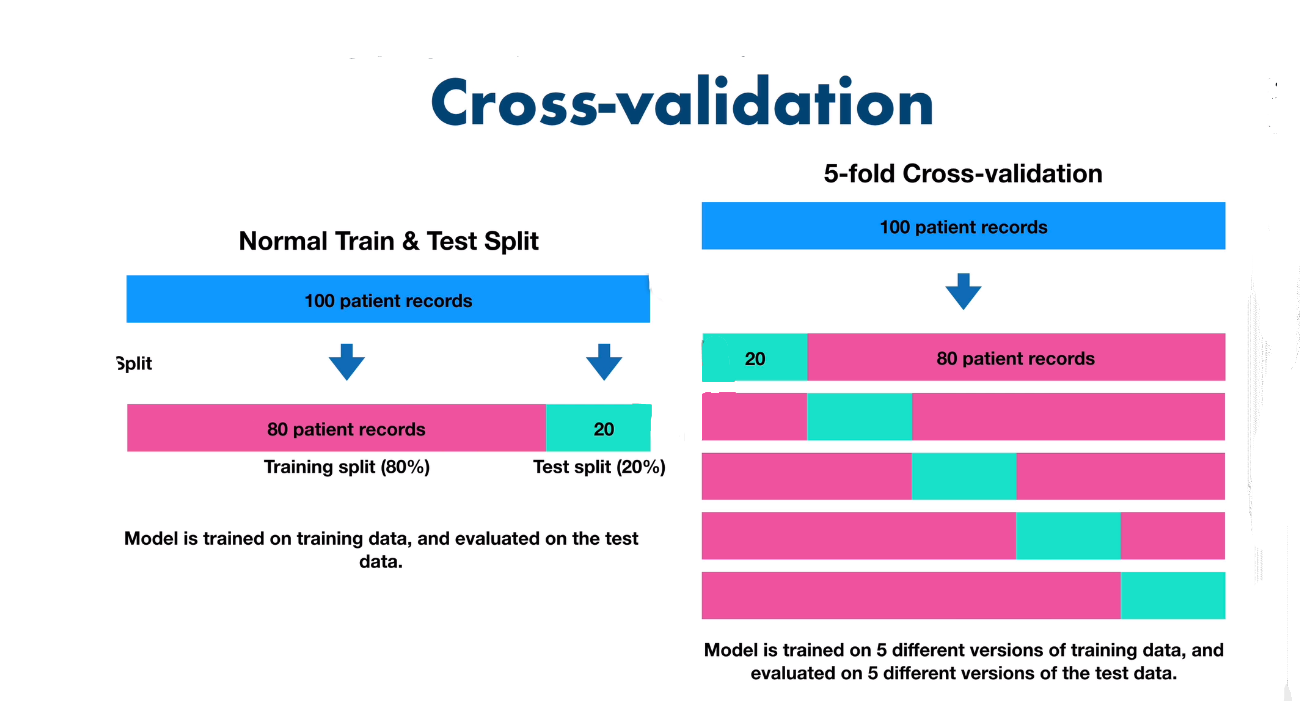 Cross-validation
Normal Train & Test Split
100 patient records
Split
80 patient records
20
Training split (80%)
Test split (20%)
Model is trained on training data, and evaluated on the test
data.
5-fold Cross-validation
100 patient records
20
80 patient records
Model is trained on 5 different versions of training data, and
evaluated on 5 different versions of the test data.